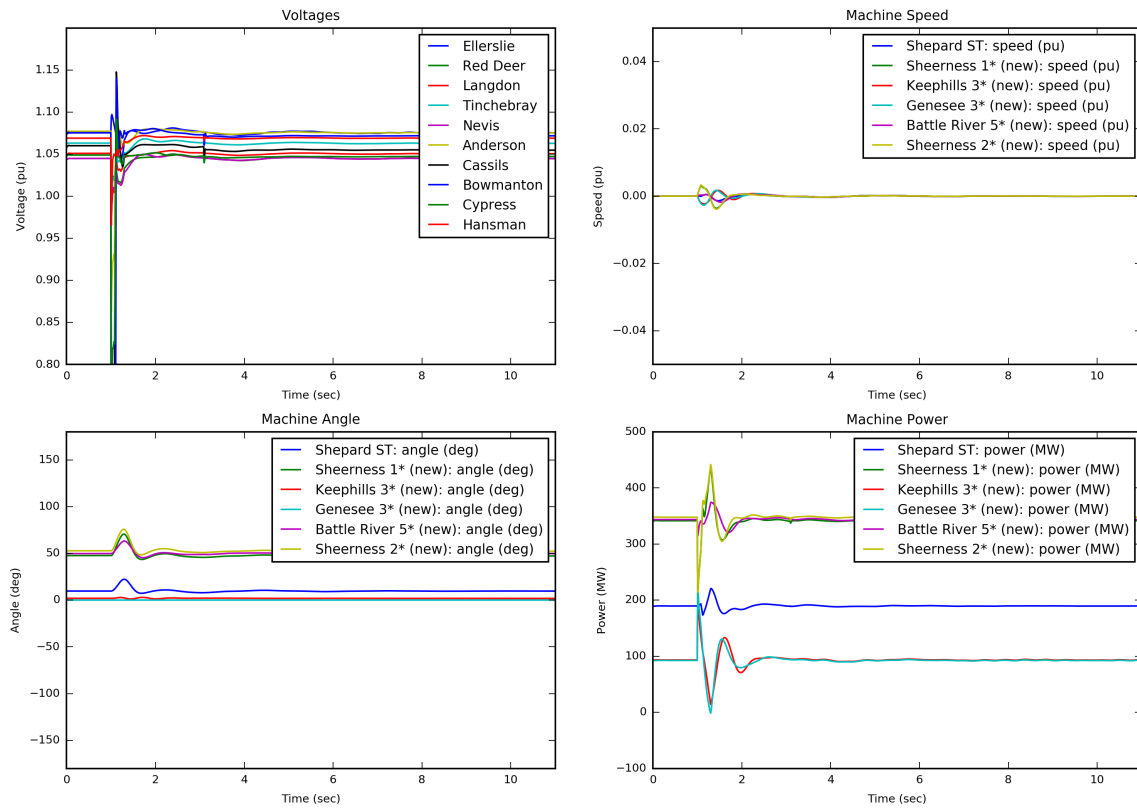 Voltages
1.15
1.10
1.05
1.00
0.95
0.90
0.85
0.80
Voltage (pu)
0
2
4
6
8
10
Time (sec)
Ellerslie
Red Deer
Langdon
Tinchebray
Nevis
Anderson
Cassils
Bowmanton
Cypress
Hansman
Machine Speed
0.04
0.02
0.00
−0.02
−0.04
Speed (pu)
0
2
4
6
8
10
Time (sec)
Shepard ST: speed (pu)
Sheerness 1* (new): speed (pu)
Keephills 3* (new): speed (pu)
Genesee 3* (new): speed (pu)
Battle River 5* (new): speed (pu)
Sheerness 2* (new): speed (pu)
Machine Angle
150
100
50
0
−50
−100
−150
Angle (deg)
0
2
4
6
8
10
Time (sec)
Shepard ST: angle (deg)
Sheerness 1* (new): angle (deg)
Keephills 3* (new): angle (deg)
Genesee 3* (new): angle (deg)
Battle River 5* (new): angle (deg)
Sheerness 2* (new): angle (deg)
Machine Power
500
400
300
200
100
0
−100
Power (MW)
0
2
4
6
8
10
Time (sec)
Shepard ST: power (MW)
Sheerness 1* (new): power (MW)
Keephills 3* (new): power (MW)
Genesee 3* (new): power (MW)
Battle River 5* (new): power (MW)
Sheerness 2* (new): power (MW)